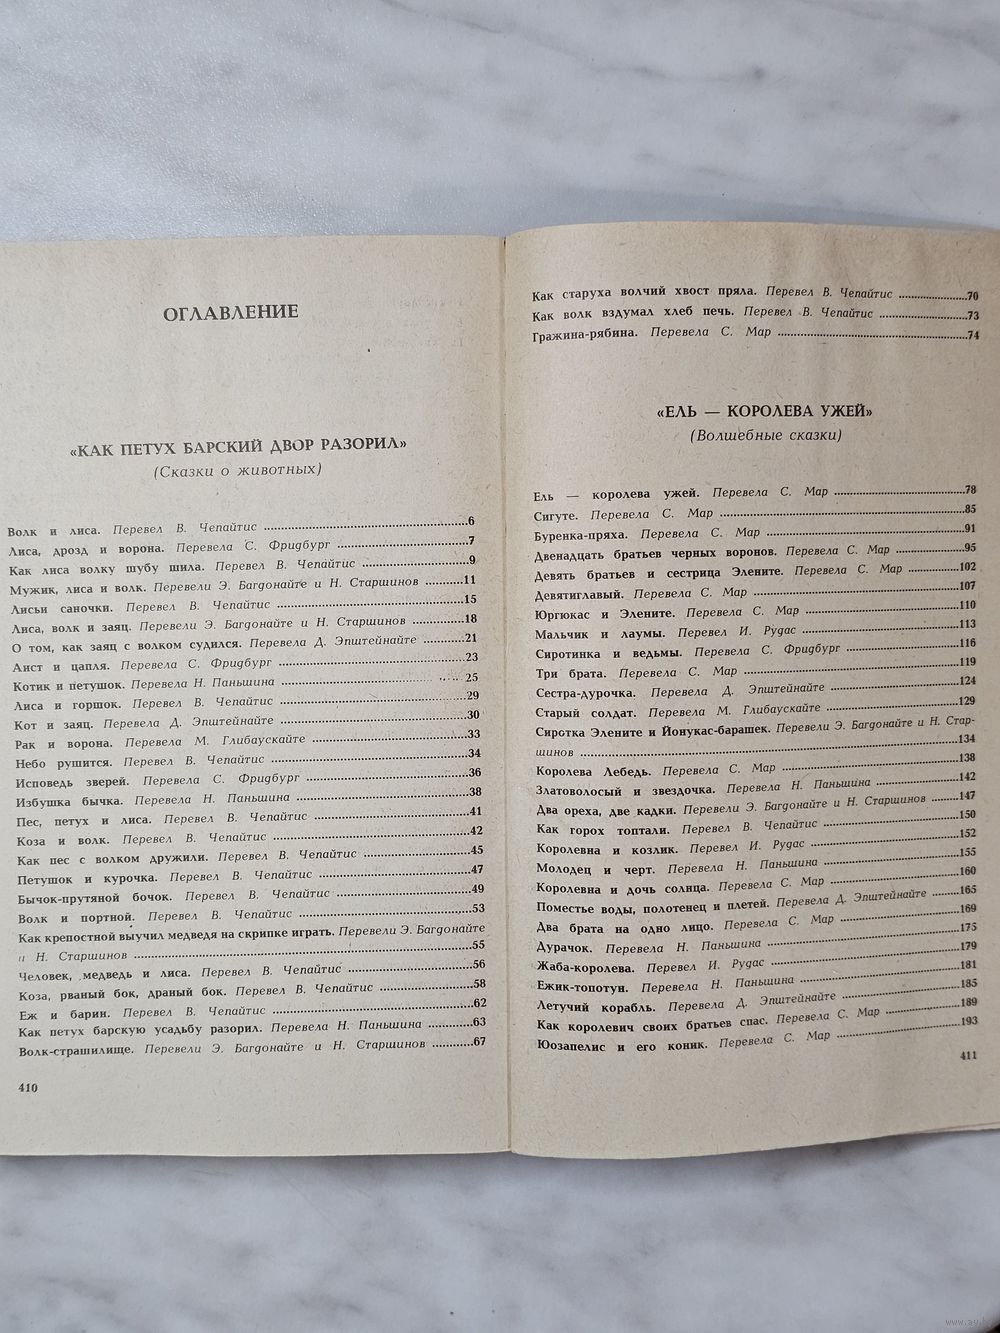 ОГЛАВЛЕНИЕ
«КАК ПЕТУХ БАРСКИЙ ДВОР РАЗОРИЛ»
(Сказки о животных)
Волк и лиса. Перевел В. Чепайтис ........ 6
Лиса, дрозд и ворона. Перевела С. Фридбург ........ 7
Как лиса волку шубу шила. Перевел В. Чепайтис ........ 9
Мужик, лиса и волк. Перевели Э. Багдонайте и Н. Старшинов ........ 11
Лисьи саночки. Перевел В. Чепайтис ........ 15
Лиса, волк и заяц. Перевели Э. Багдонайте и Н. Старшинов ........ 18
О том, как заяц с волком судился. Перевела Д. Эпштейнайте ........ 21
Аист и цапля. Перевела С. Фридбург ........ 23
Котик и петушок. Перевела Н. Паньшина ........ 25
Лиса и горшок. Перевел В. Чепайтис ........ 29
Кот и заяц. Перевела Д. Эпштейнайте ........ 30
Рак и ворона. Перевела М. Глибаускайте ........ 33
Небо рушится. Перевел В. Чепайтис ........ 34
Исповедь зверей. Перевела С. Фридбург ........ 36
Избушка бычка. Перевела Н. Паньшина ........ 38
Пес, петух и лиса. Перевел В. Чепайтис ........ 41
Коза и волк. Перевел В. Чепайтис ........ 42
Как пес с волком дружили. Перевел В. Чепайтис ........ 45
Петушок и курочка. Перевел В. Чепайтис ........ 47
Бычок-прутяной бочок. Перевел В. Чепайтис ........ 49
Волк и портной. Перевел В. Чепайтис ........ 53
Как крепостной выучил медведя на скрипке играть. Перевели Э. Багдонайте
и Н. Старшинов ........ 55
Человек, медведь и лиса. Перевел В. Чепайтис ........ 56
Коза, рваный бок, драный бок. Перевел В. Чепайтис ........ 58
Еж и барин. Перевел В. Чепайтис ........ 62
Как петух барскую усадьбу разорил. Перевела Н. Паньшина ........ 63
Волк-страшилище. Перевели Э. Багдонайте и Н. Старшинов ........ 67
410
Как старуха волчий хвост пряла. Перевел В. Чепайтис ........ 70
Как волк вздумал хлеб печь. Перевел В. Чепайтис ........ 73
Гражина-рябина. Перевела С. Мар ........ 74
«ЕЛЬ — КОРОЛЕВА УЖЕЙ»
(Волшебные сказки)
Ель — королева ужей. Перевела С. Мар ........ 78
Сигуте. Перевела С. Мар ........ 85
Буренка-пряха. Перевела С. Мар ........ 91
Двенадцать братьев черных воронов. Перевела С. Мар ........ 95
Девять братьев и сестрица Элените. Перевела С. Мар ........ 102
Девятиглавый. Перевела С. Мар ........ 107
Юргюкас и Элените. Перевела С. Мар ........ 110
Мальчик и лаумы. Перевел И. Рудас ........ 113
Сиротинка и ведьмы. Перевела С. Фридбург ........ 116
Три брата. Перевела С. Мар ........ 119
Сестра-дурочка. Перевела Д. Эпштейнайте ........ 124
Старый солдат. Перевела М. Глибаускайте ........ 129
Сиротка Элените и Йонукас-барашек. Перевели Э. Багдонайте и Н. Стар-
шинов ........ 134
Королева Лебедь. Перевела С. Мар ........ 138
Златоволосый и звездочка. Перевела Н. Паньшина ........ 142
Два ореха, две кадки. Перевели Э. Багдонайте и Н. Старшинов ........ 147
Как горох топтали. Перевел В. Чепайтис ........ 150
Королевна и козлик. Перевел И. Рудас ........ 152
Молодец и черт. Перевела Н. Паньшина ........ 155
Королевна и дочь солнца. Перевела С. Мар ........ 160
Поместье воды, полотенец и плетей. Перевела Д. Эпштейнайте ........ 165
Два брата на одно лицо. Перевела С. Мар ........ 169
Дурачок. Перевела Н. Паньшина ........ 175
Жаба-королева. Перевел И. Рудас ........ 179
Ежик-топотун. Перевела Н. Паньшина ........ 181
Летучий корабль. Перевела Д. Эпштейнайте ........ 185
Как королевич своих братьев спас. Перевела С. Мар ........ 189
Юозапелис и его коник. Перевела С. Мар ........ 193
411